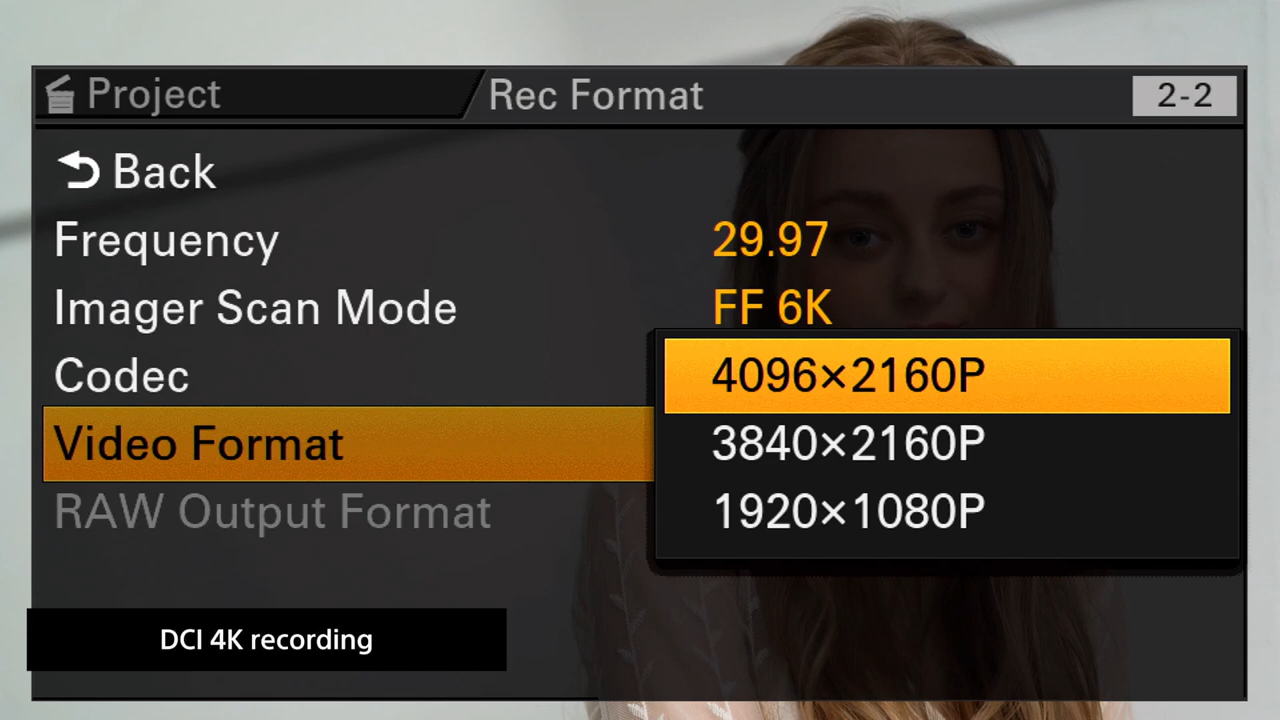 Project
Rec Format
2-2
Back
Frequency 29.97
Imager Scan Mode FF 6K
Codec
4096×2160P
Video Format
3840×2160P
RAW Output Format
1920×1080P
DCI 4K recording